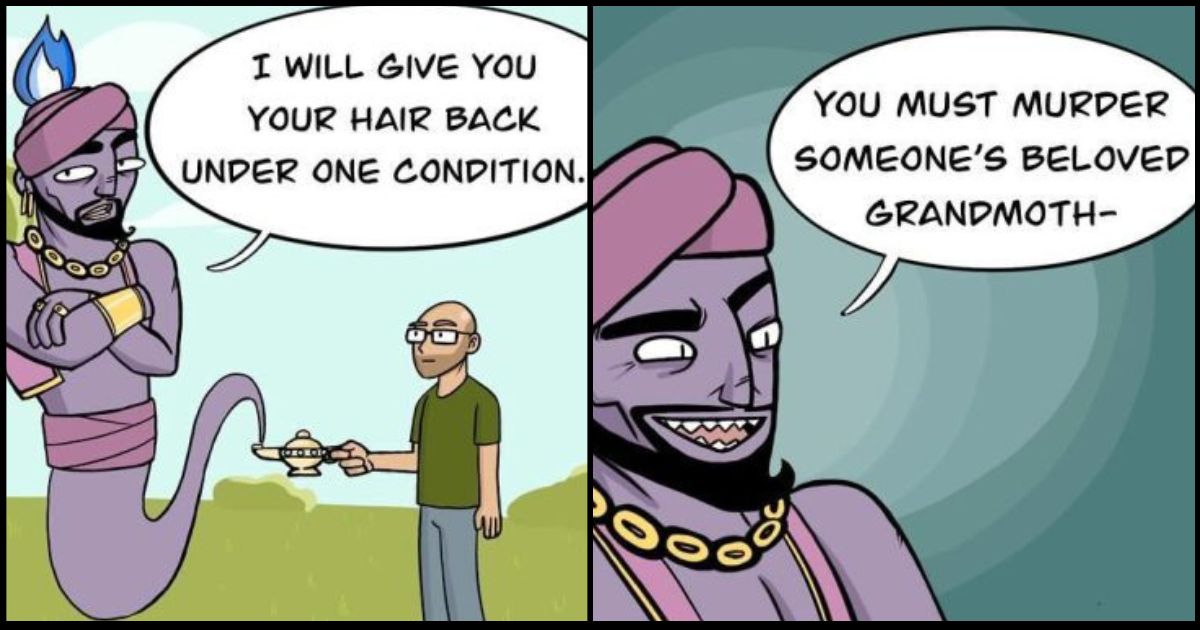 I WILL GIVE YOU
YOUR HAIR BACK
UNDER ONE CONDITION.
YOU MUST MURDER
SOMEONE'S BELOVED
GRANDMOTH-